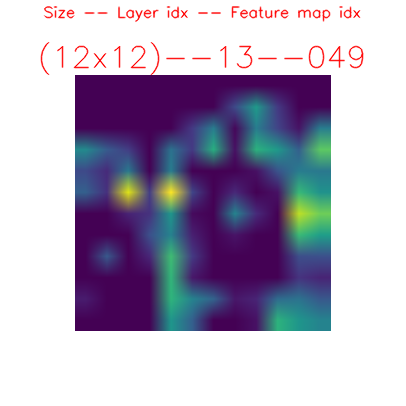 Size -- Layer idx -- Feature map idx
(12x12)--13--049